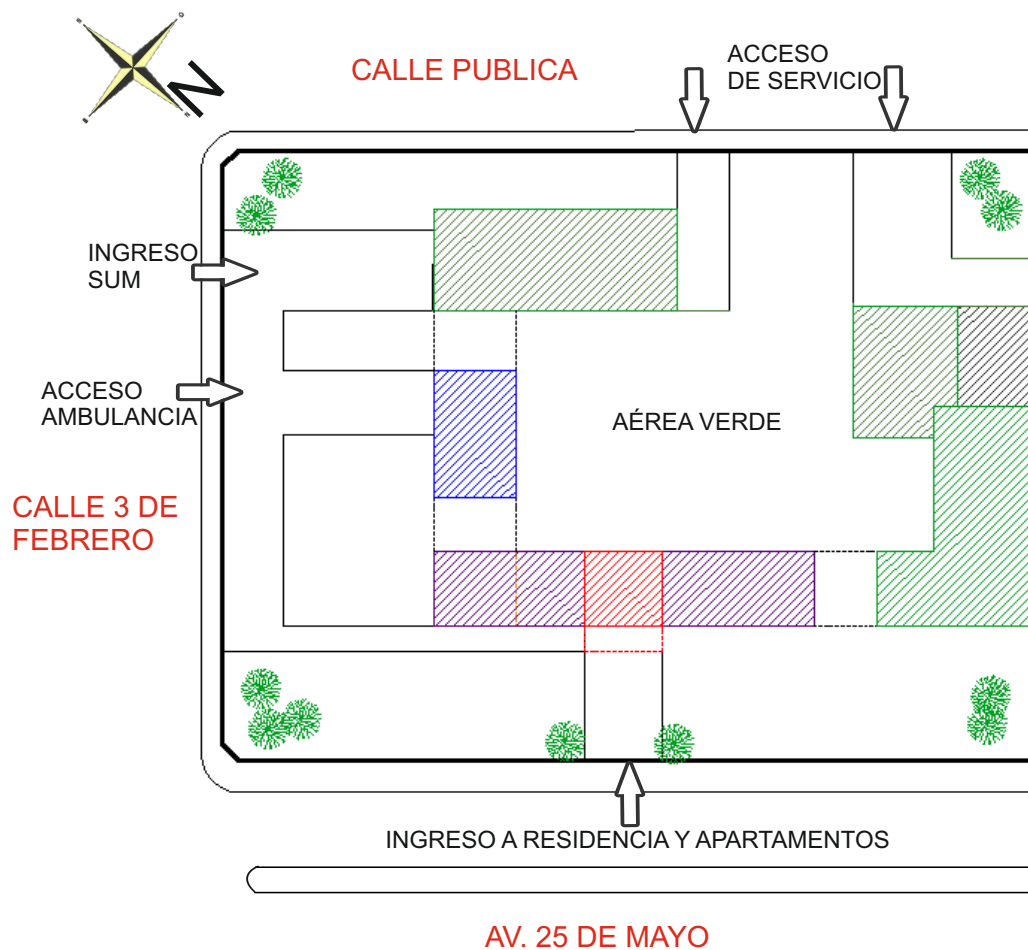 N
CALLE PUBLICA
ACCESO
DE SERVICIO
INGRESO
SUM
ACCESO
AMBULANCIA
AÉREA VERDE
CALLE 3 DE
FEBRERO
INGRESO A RESIDENCIA Y APARTAMENTOS
AV. 25 DE MAYO